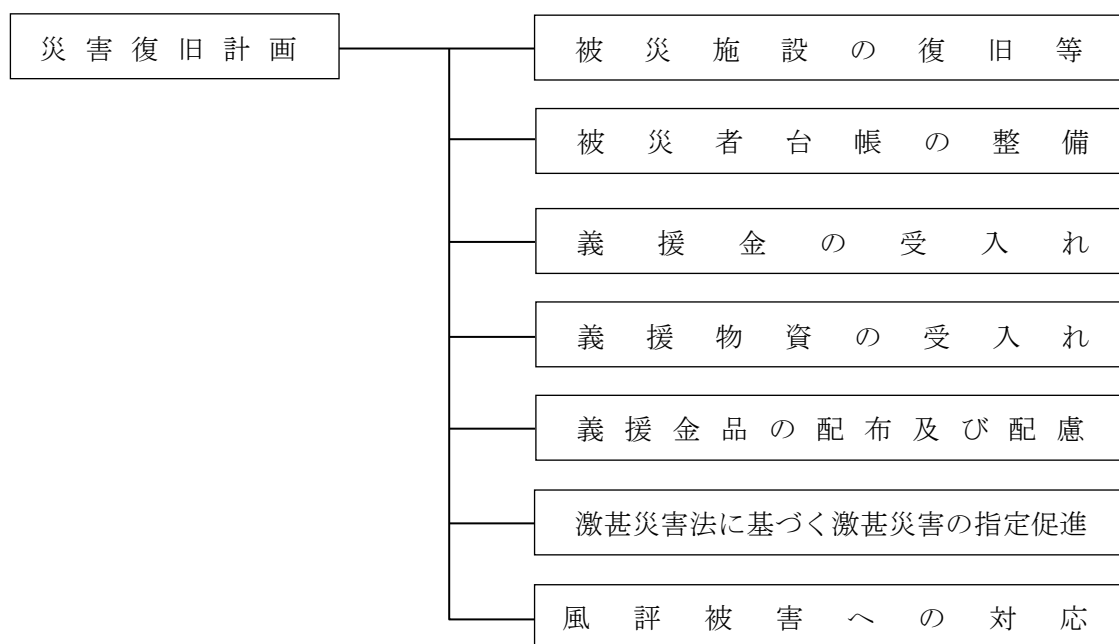 災害復旧計画
被災施設の復旧等
被災者台帳の整備
義援金の受入れ
義援物資の受入れ
義援金品の配布及び配慮
激甚災害法に基づく激甚災害の指定促進
風評被害への対応